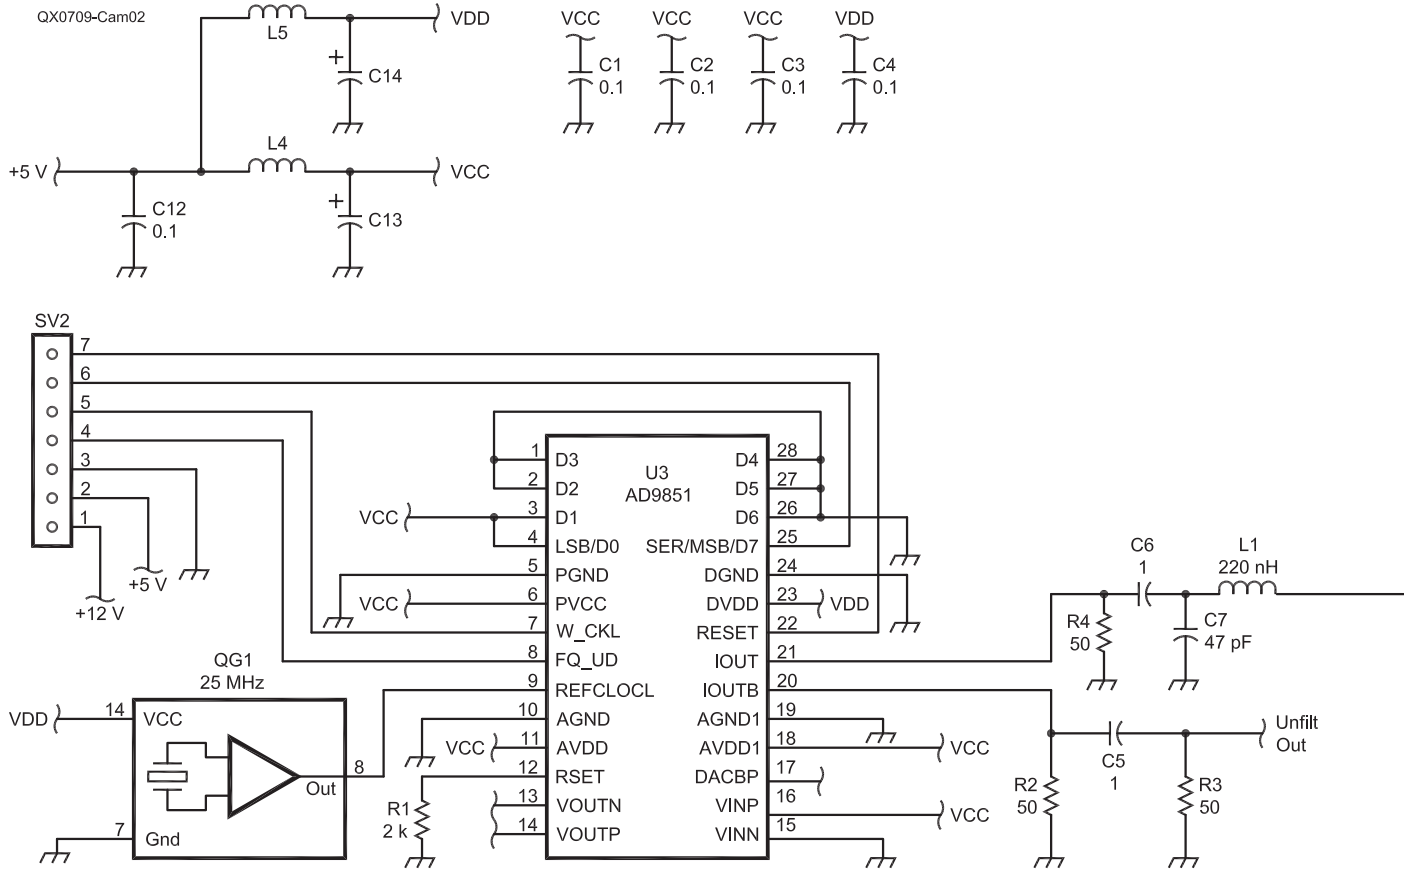 QX0709-Cam02
L5
VDD
+
C14
VCC
C1
0.1
VCC
C2
0.1
VCC
C3
0.1
VDD
C4
0.1
+5 V
L4
VCC
C12
0.1
+
C13
SV2
7
6
5
4
3
2
1
+5 V
+12 V
U3
AD9851
1 D3
2 D2
VCC
3 D1
4 LSB/D0
5 PGND
VCC
6 PVCC
7 W_CKL
8 FQ_UD
9 REFCLOCL
10 AGND
VCC
11 AVDD
12 RSET
13 VOUTN
14 VOUTP
R1
2 k
D4 28
D5 27
D6 26
SER/MSB/D7 25
DGND 24
DVDD 23
VDD
RESET 22
IOUT 21
IOUTB 20
AGND1 19
AVDD1 18
VCC
DACBP 17
VINP 16
VCC
VINN 15
QG1
25 MHz
VDD
14 VCC
8
Out
7 Gnd
C6
1
L1
220 nH
R4
50
C7
47 pF
Unfilt
Out
C5
1
R2
50
R3
50